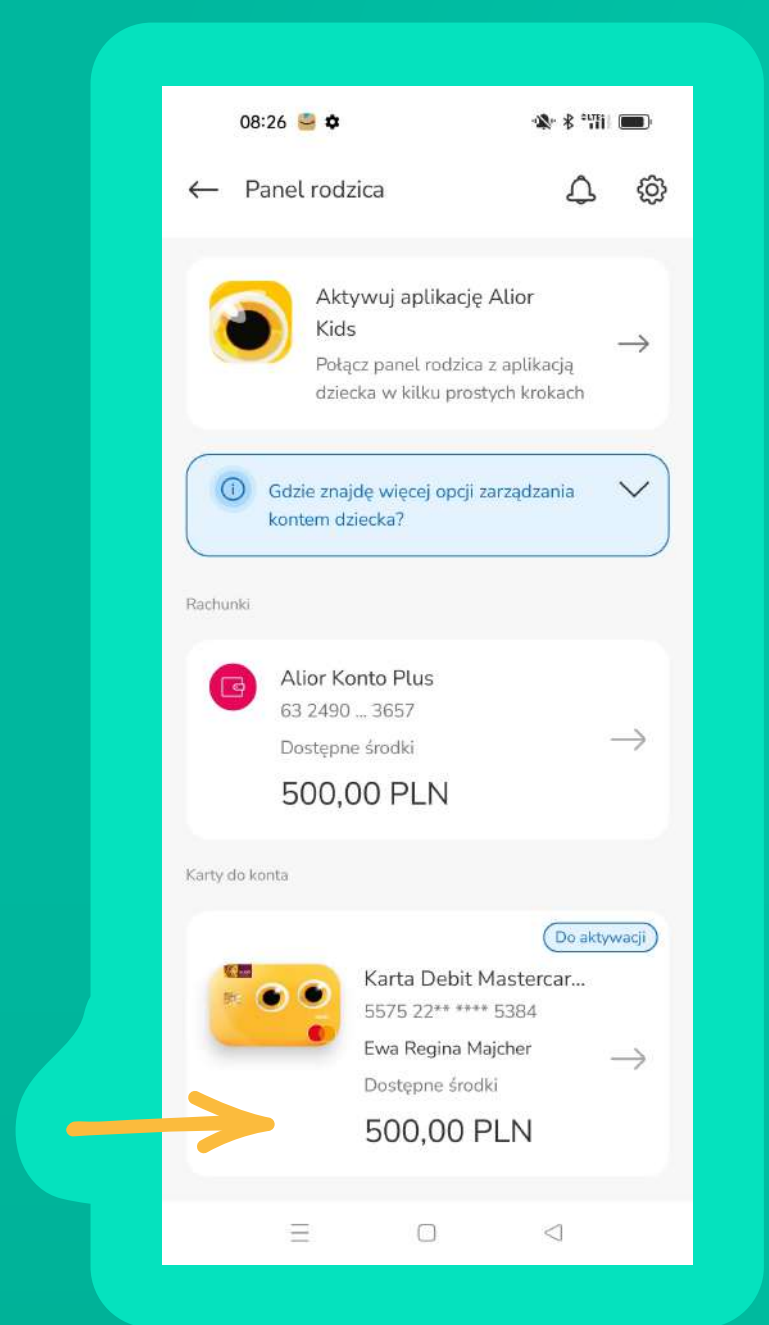 08:26
Panel rodzica
Aktywuj aplikację Alior
Kids
Połącz panel rodzica z aplikacją
dziecka w kilku prostych krokach
Gdzie znajdę więcej opcji zarządzania
kontem dziecka?
Rachunki
Alior Konto Plus
63 2490 ... 3657
Dostępne środki
500,00 PLN
Karty do konta
Do aktywacji
Karta Debit Mastercar...
5575 22** **** 5384
Ewa Regina Majcher
Dostępne środki
500,00 PLN